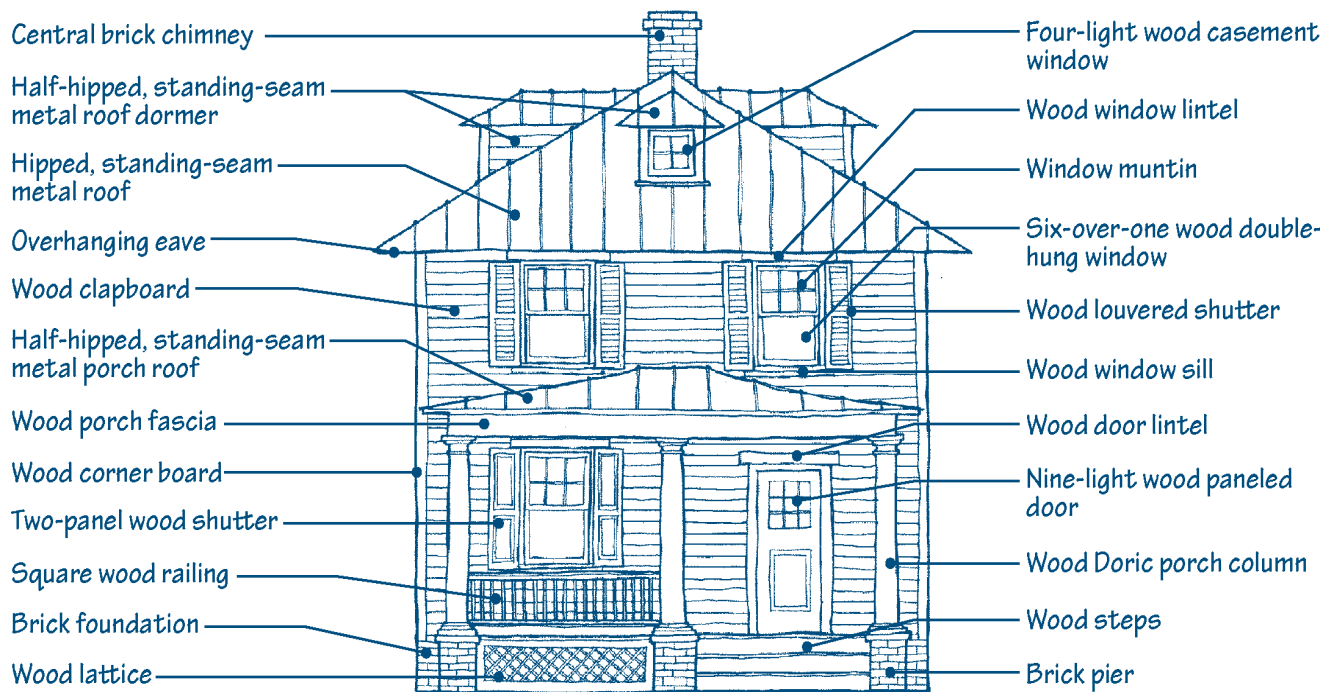 Central brick chimney
Half-hipped, standing-seam
metal roof dormer
Hipped, standing-seam
metal roof
Overhanging eave
Wood clapboard
Half-hipped, standing-seam
metal porch roof
Wood porch fascia
Wood corner board
Two-panel wood shutter
Square wood railing
Brick foundation
Wood lattice
Four-light wood casement
window
Wood window lintel
Window muntin
Six-over-one wood double-
hung window
Wood louvered shutter
Wood window sill
Wood door lintel
Nine-light wood paneled
door
Wood Doric porch column
Wood steps
Brick pier